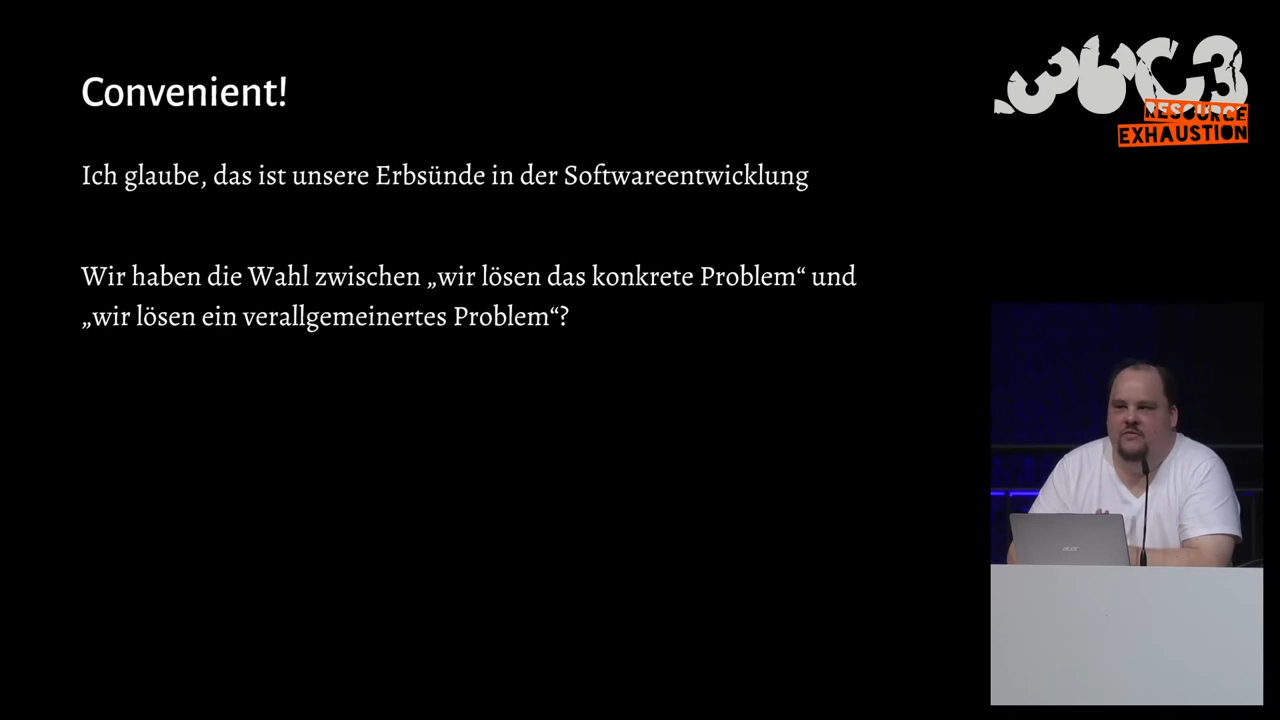 Convenient!
36C3
RESOURCE
EXHAUSTION
Ich glaube, das ist unsere Erbsünde in der Softwareentwicklung
Wir haben die Wahl zwischen „wir lösen das konkrete Problem“ und
„wir lösen ein verallgemeinertes Problem“?
acer